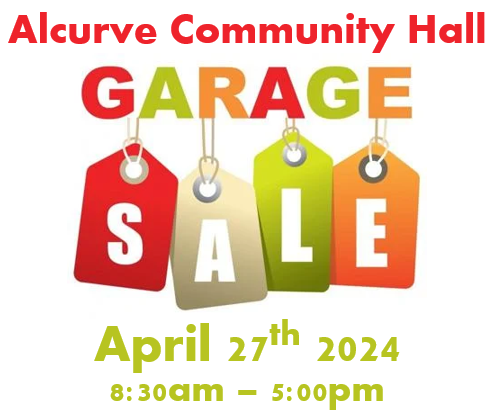 Alcurve Community Hall
GARAGE
SALE
April 27th 2024
8:30am – 5:00pm